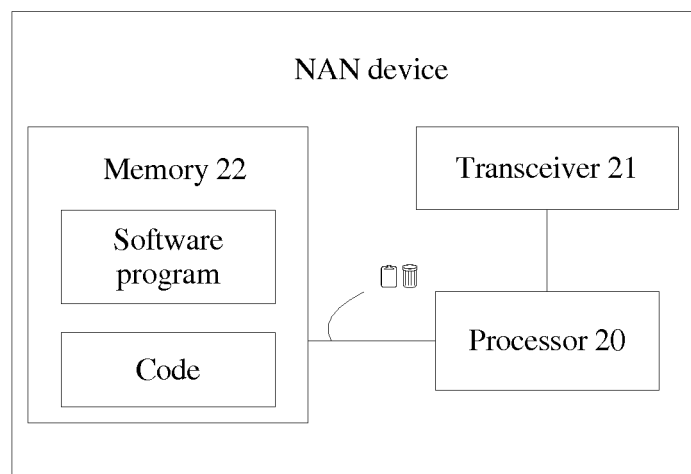 NAN device
Memory 22
Transceiver 21
Software
program
Processor 20
Code